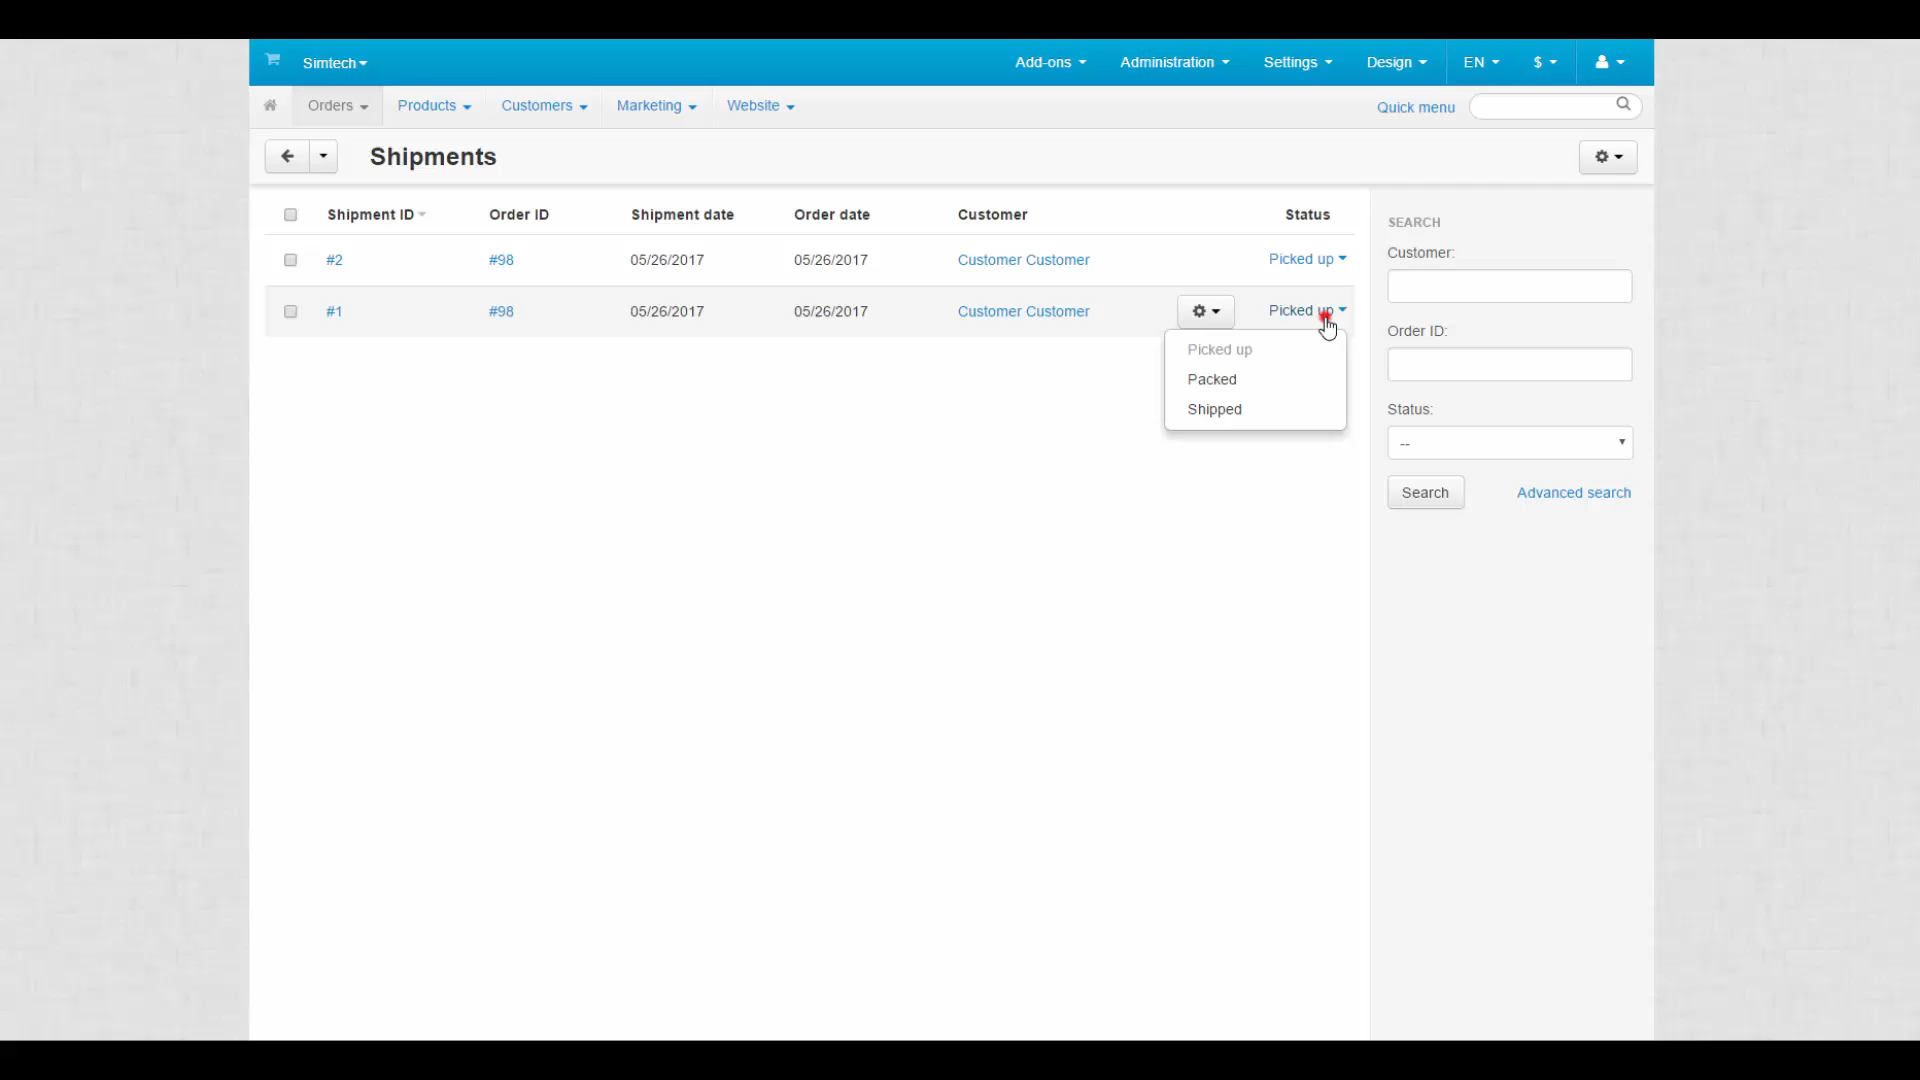 Simtech Add-ons Administration Settings Design EN $
Orders Products Customers Marketing Website Quick menu
Shipments
Shipment ID Order ID Shipment date Order date Customer Status
#2 #98 05/26/2017 05/26/2017 Customer Customer Picked up
#1 #98 05/26/2017 05/26/2017 Customer Customer Picked up
Picked up
Packed
Shipped
SEARCH
Customer:
Order ID:
Status:
--
Search Advanced search